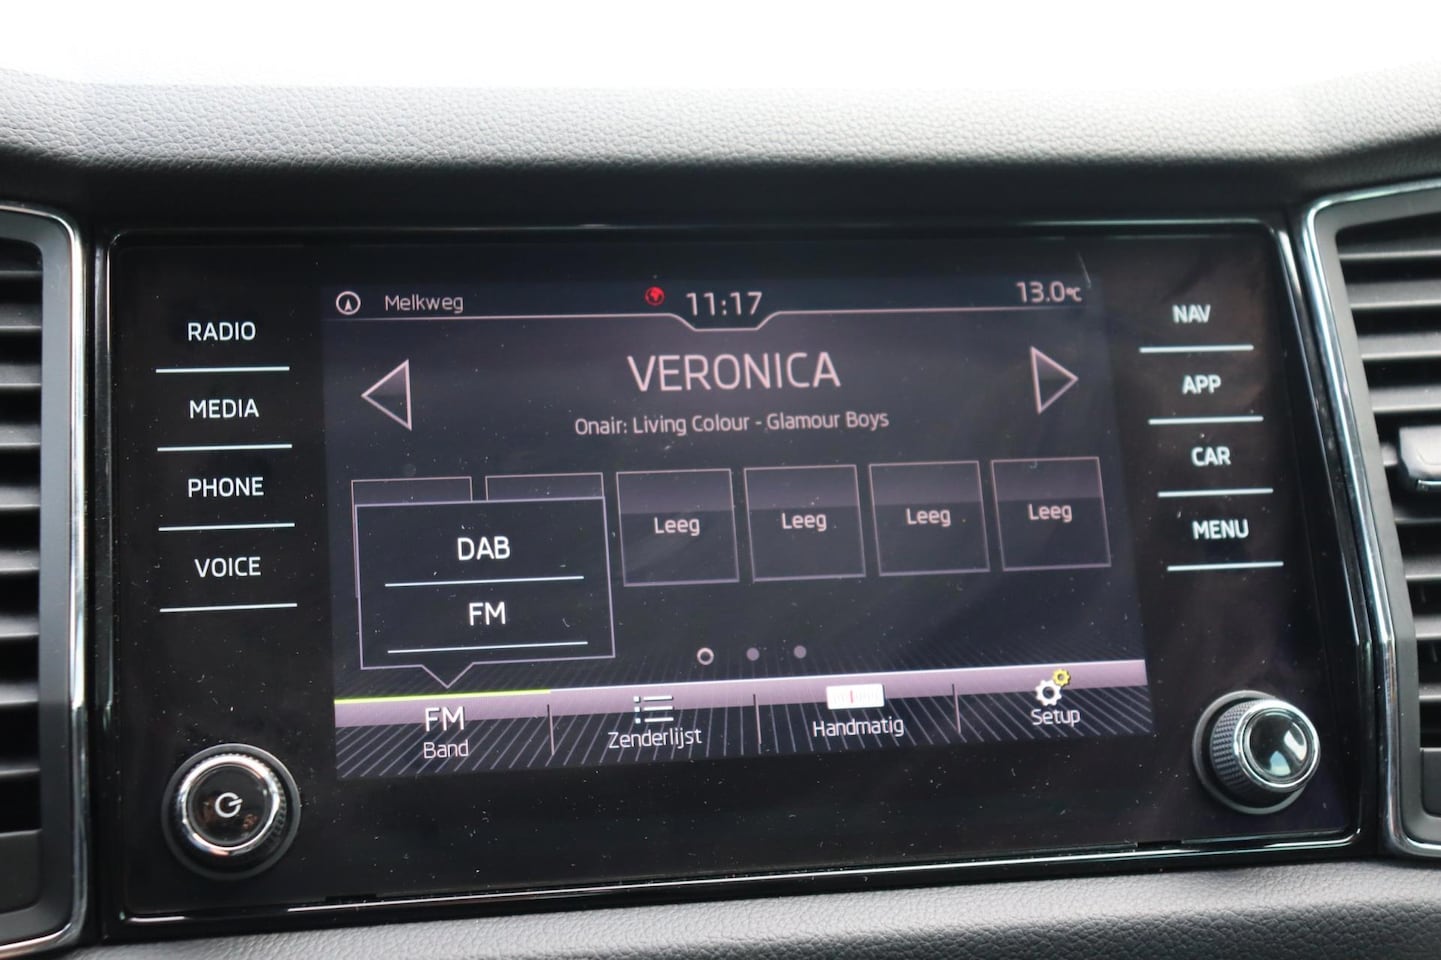 Melkweg
11:17
13.0°C
RADIO
MEDIA
PHONE
VOICE
VERONICA
Onair: Living Colour - Glamour Boys
DAB
FM
Leeg
Leeg
Leeg
Leeg
FM
Band
Zenderlijst
Handmatig
Setup
NAV
APP
CAR
MENU